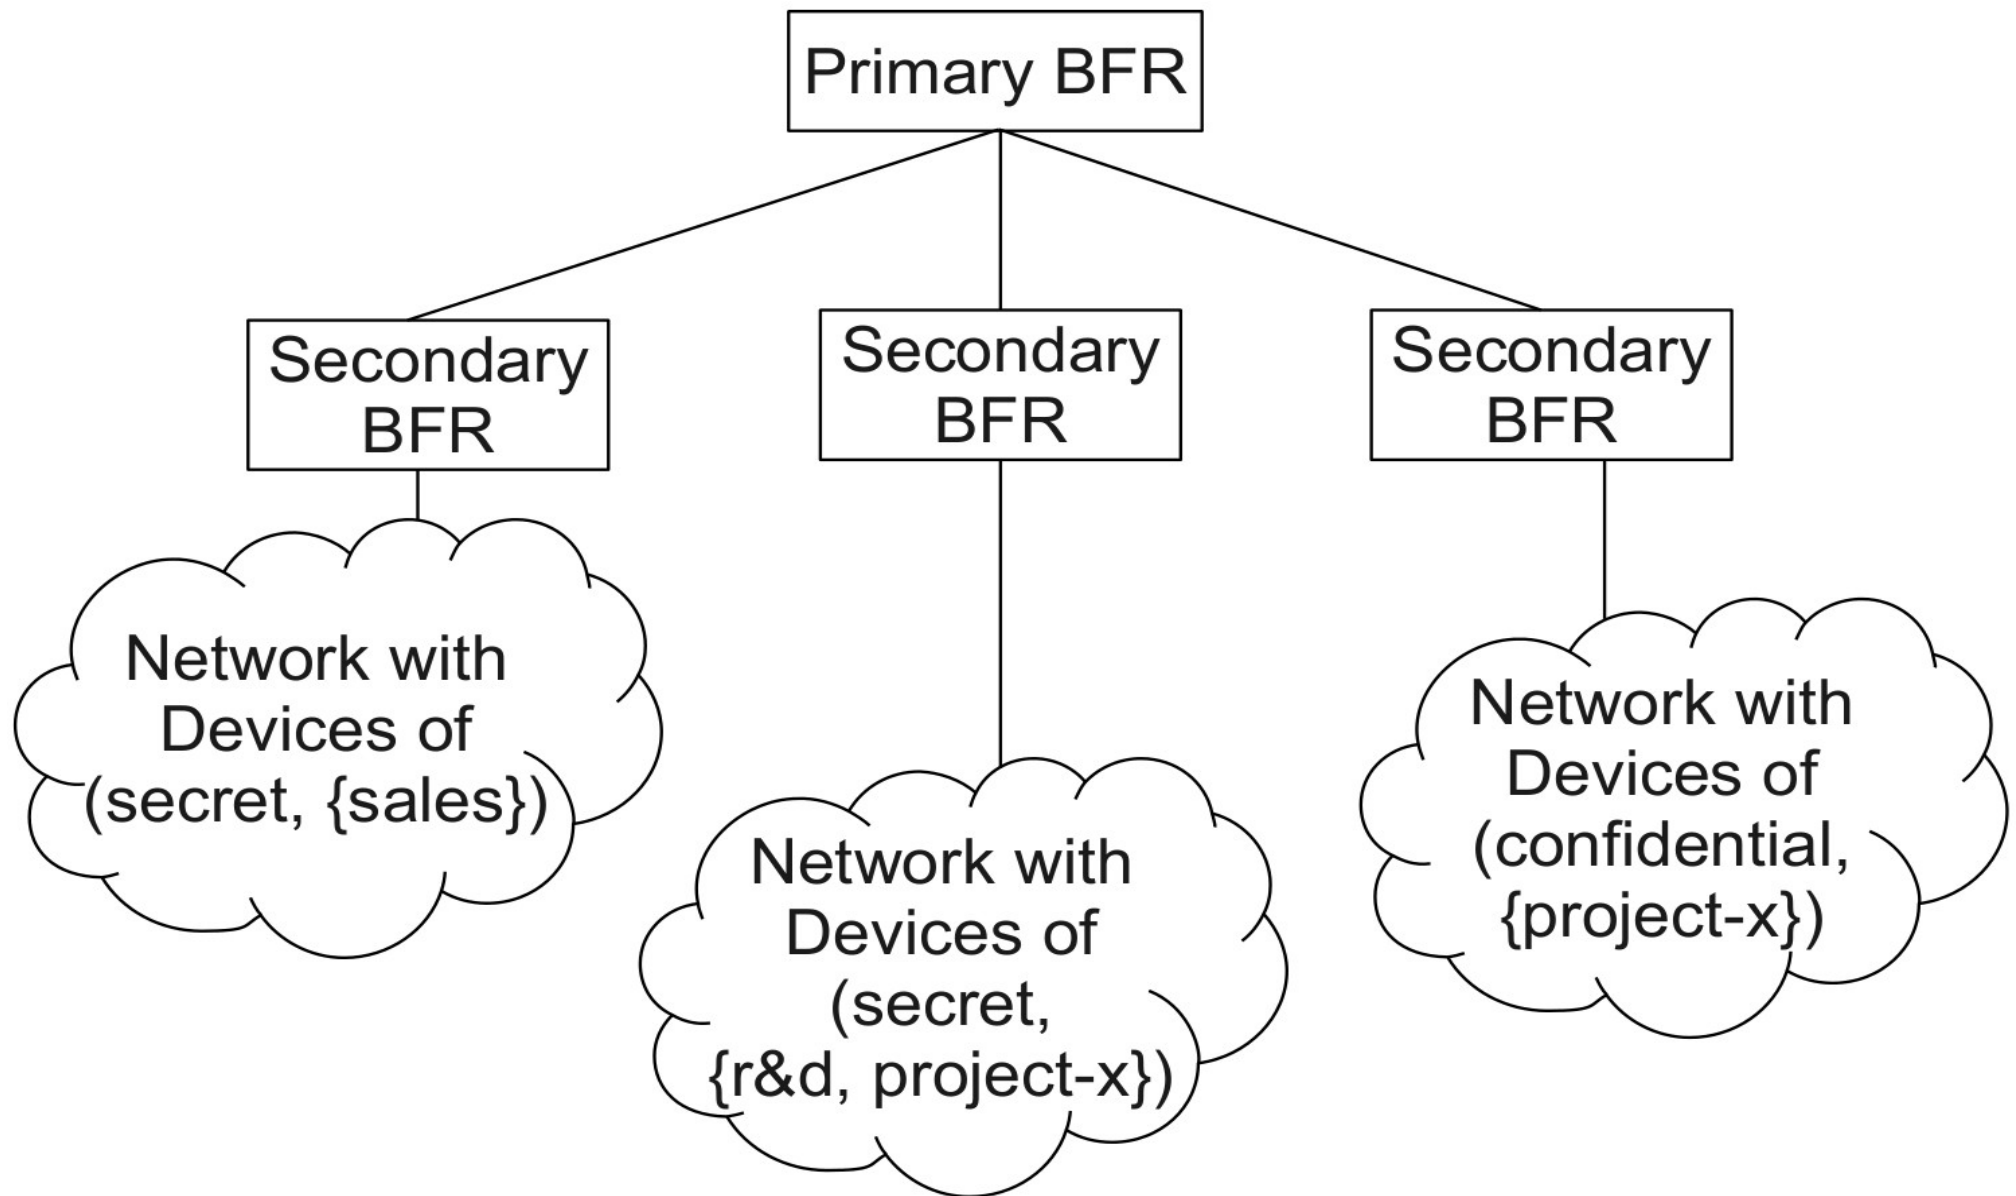 Primary BFR
Secondary
BFR
Secondary
BFR
Secondary
BFR
Network with
Devices of
(secret, {sales})
Network with
Devices of
(secret,
{r&d, project-x})
Network with
Devices of
(confidential,
{project-x})